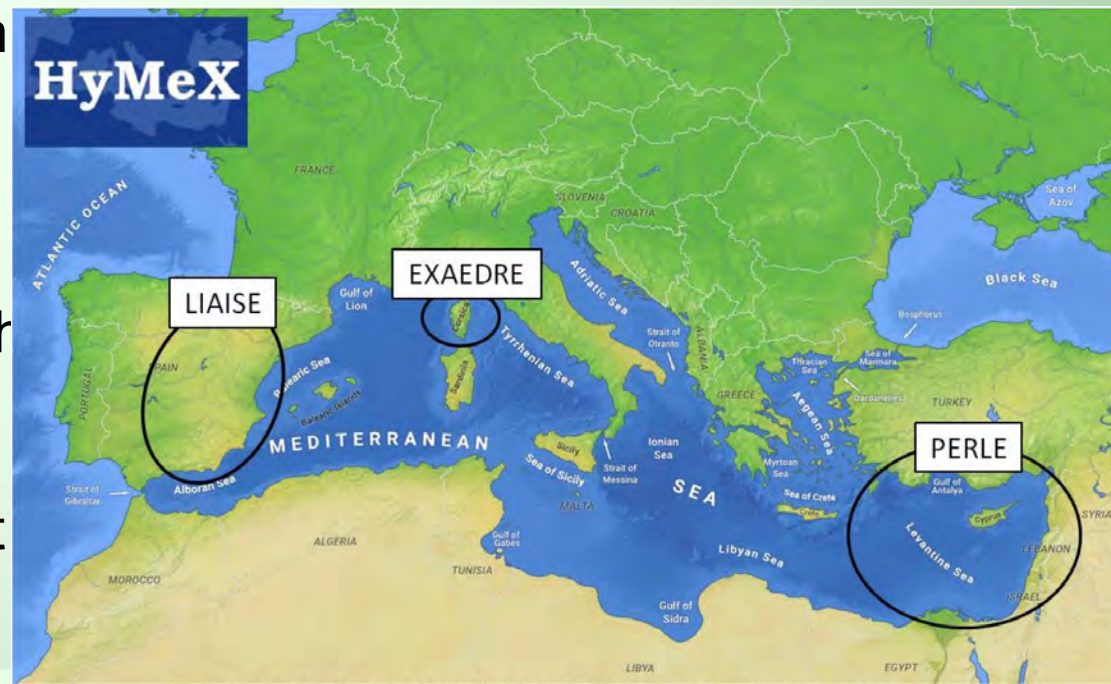 HyMeX
FRANCE
SLOVENIA
CROATIA
Sea of
Azov
ATLANTIC OCEAN
EXAEDRE
LIAISE
Gulf of
Lion
Corsica
Adriatic Sea
Black Sea
Bosphorus
Strait of
Otranto
ALBANIA
Thracian
Sea
Sea of
Marmara
Dardanelles
PORTUGAL
SPAIN
Balearic Sea
Balearic Islands
Sardinia
Tyrrhenian Sea
GREECE
Aegean Sea
TURKEY
MEDITERRANEAN
SEA
PERLE
Sicily
Sea of Sicily
Strait of
Messina
Ionian
Sea
Myrtoan
Sea
Gulf of
Antalya
Strait of
Gibraltar
Alboran Sea
MALTA
Sea of Crete
Crete
Cyprus
SYRIA
LEBANON
Levantine Sea
ISRAEL
ALGERIA
Gulf of
Gabes
TUNISIA
Libyan Sea
MOROCCO
Gulf of
Sidra
LIBYA
EGYPT